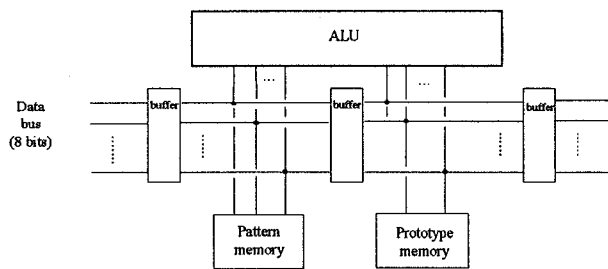 ALU
...
...
buffer
buffer
buffer
Data
bus
(8 bits)
Pattern
memory
Prototype
memory